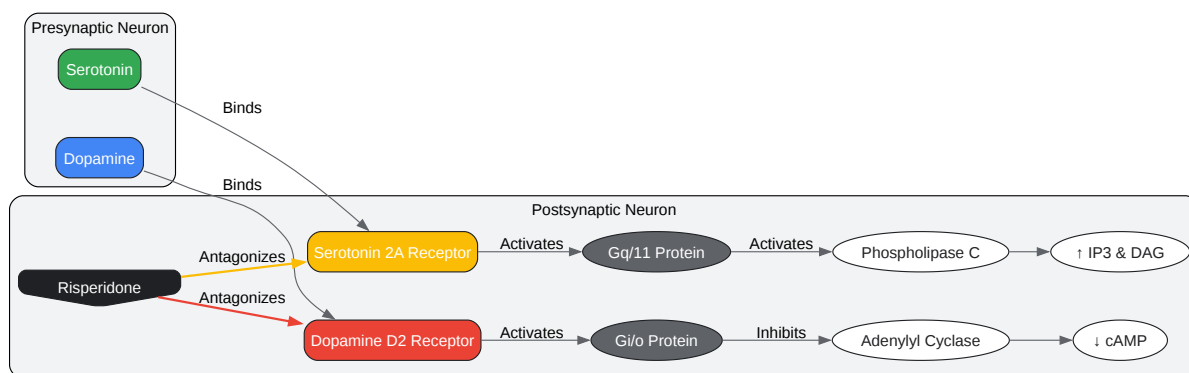 Presynaptic Neuron
Serotonin
Binds
Dopamine
Binds
Postsynaptic Neuron
Antagonizes
Serotonin 2A Receptor
Activates
Gq/11 Protein
Activates
Phospholipase C
↑ IP3 & DAG
Risperidone
Antagonizes
Dopamine D2 Receptor
Activates
Gi/o Protein
Inhibits
Adenylyl Cyclase
↓ cAMP